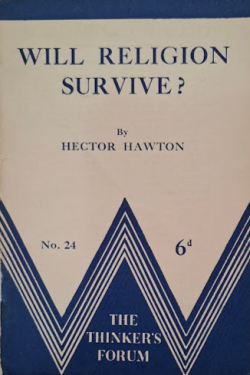 WILL RELIGION
SURVIVE?
By
HECTOR HAWTON
No. 24
6d
THE
THINKER'S
FORUM